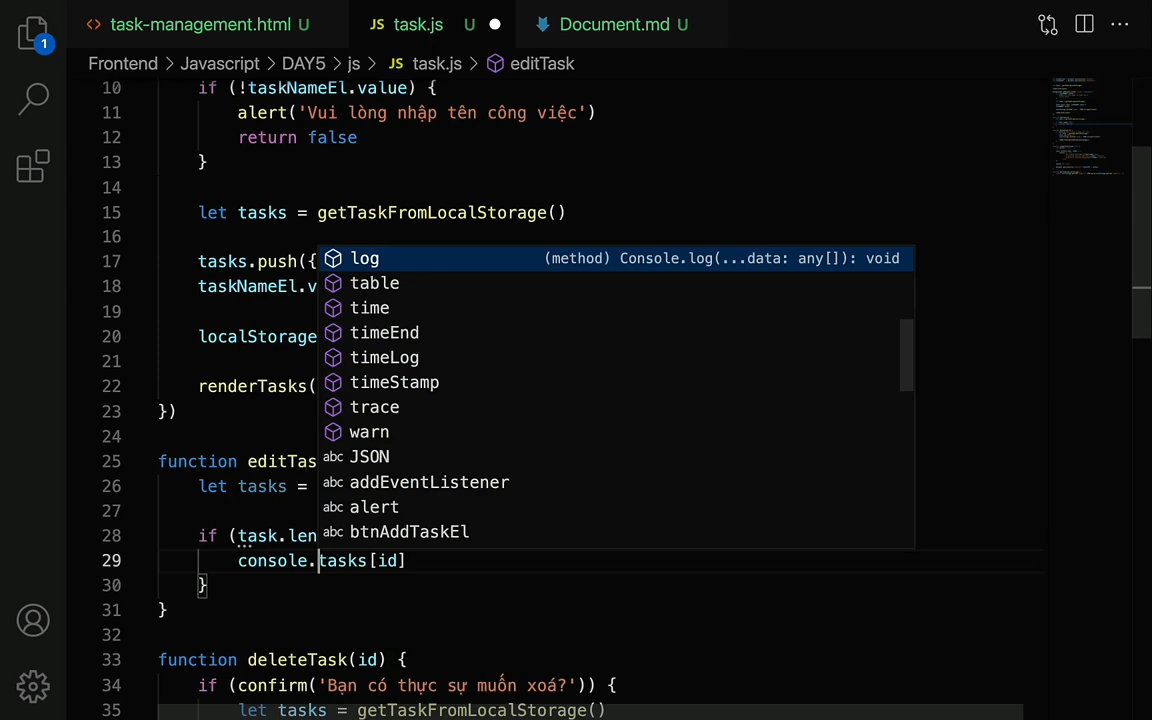 task-management.html U
JS task.js U
Document.md U
1
Frontend > Javascript > DAY5 > js > JS task.js > editTask
10 if (!taskNameEl.value) {
11 alert('Vui lòng nhập tên công việc')
12 return false
13 }
14
15 let tasks = getTaskFromLocalStorage()
16
17 tasks.push({
18 taskNameEl.v
19
20 localStorage
21
22 renderTasks(
23 })
24
25 function editTas
26 let tasks =
27
28 if (task.len
29 console.tasks[id]
30 }
31 }
32
33 function deleteTask(id) {
34 if (confirm('Bạn có thực sự muốn xoá?')) {
35 let tasks = getTaskFromLocalStorage()
log (method) Console.log(...data: any[]): void
table
time
timeEnd
timeLog
timeStamp
trace
warn
abc JSON
abc addEventListener
abc alert
abc btnAddTaskEl